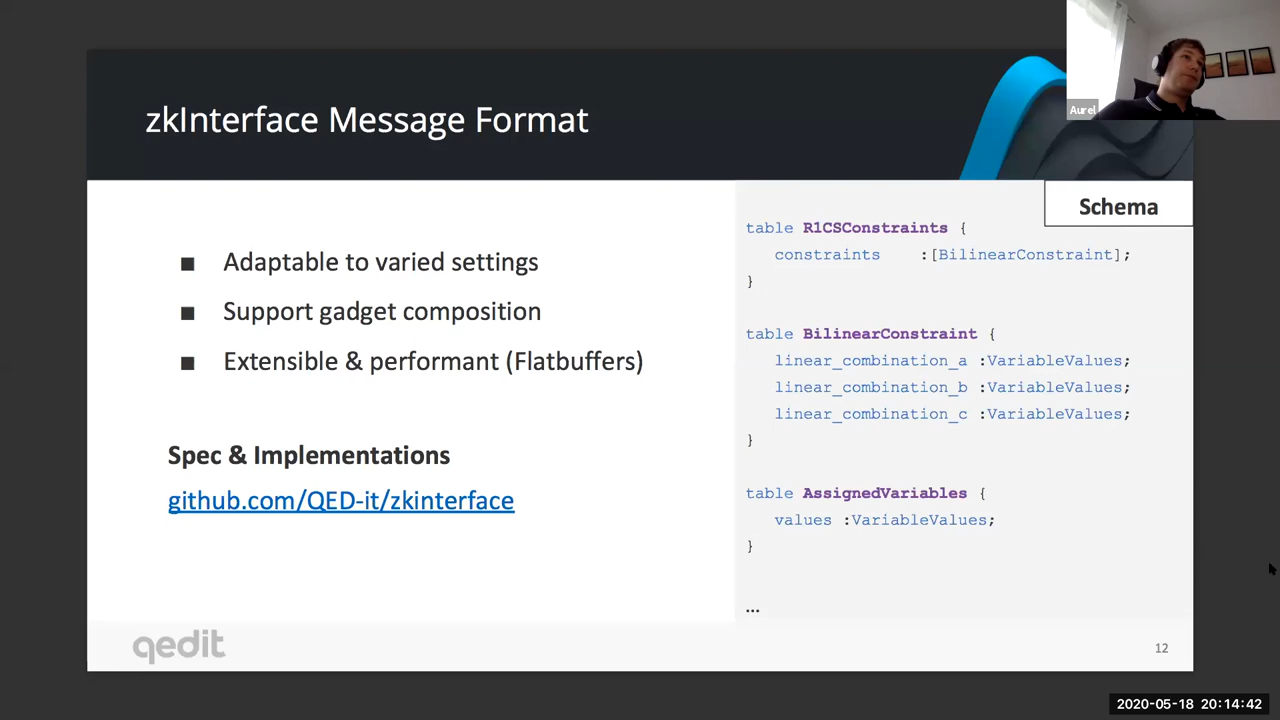 Aurel
zkInterface Message Format
■ Adaptable to varied settings
■ Support gadget composition
■ Extensible & performant (Flatbuffers)
Spec & Implementations
github.com/QED-it/zkinterface
Schema
table R1CSConstraints {
constraints :[BilinearConstraint];
}
table BilinearConstraint {
linear_combination_a :VariableValues;
linear_combination_b :VariableValues;
linear_combination_c :VariableValues;
}
table AssignedVariables {
values :VariableValues;
}
...
qedit
12
2020-05-18 20:14:42